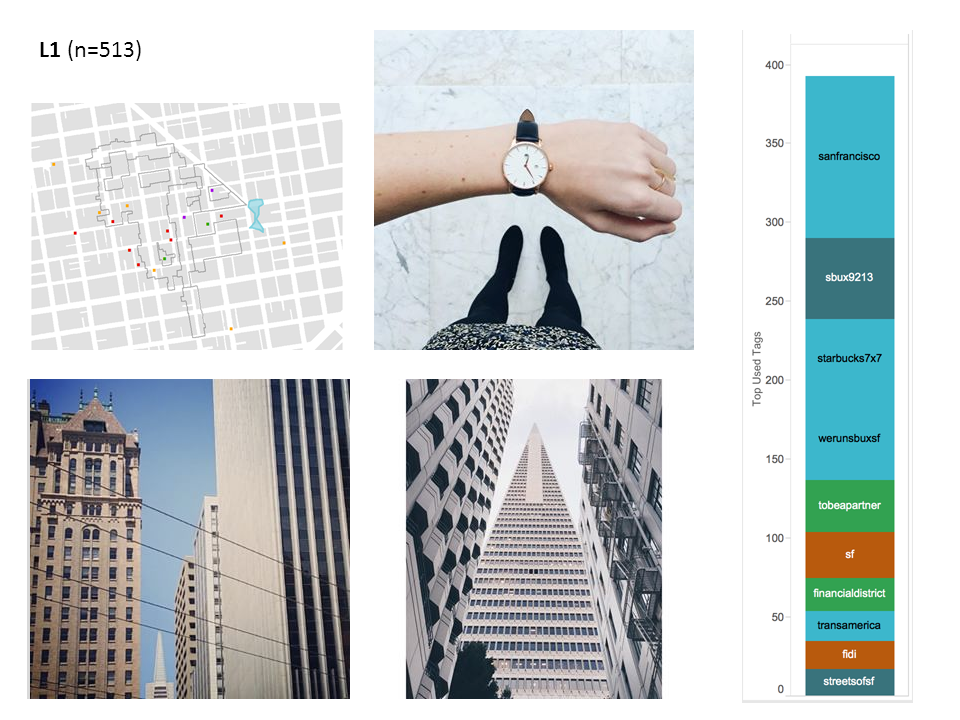 L1 (n=513)
Top Used Tags
400
350
300
250
200
150
100
50
0
sanfrancisco
sbux9213
starbucks7x7
werunsbuxsf
tobeapartner
sf
financialdistrict
transamerica
fidi
streetsofsf